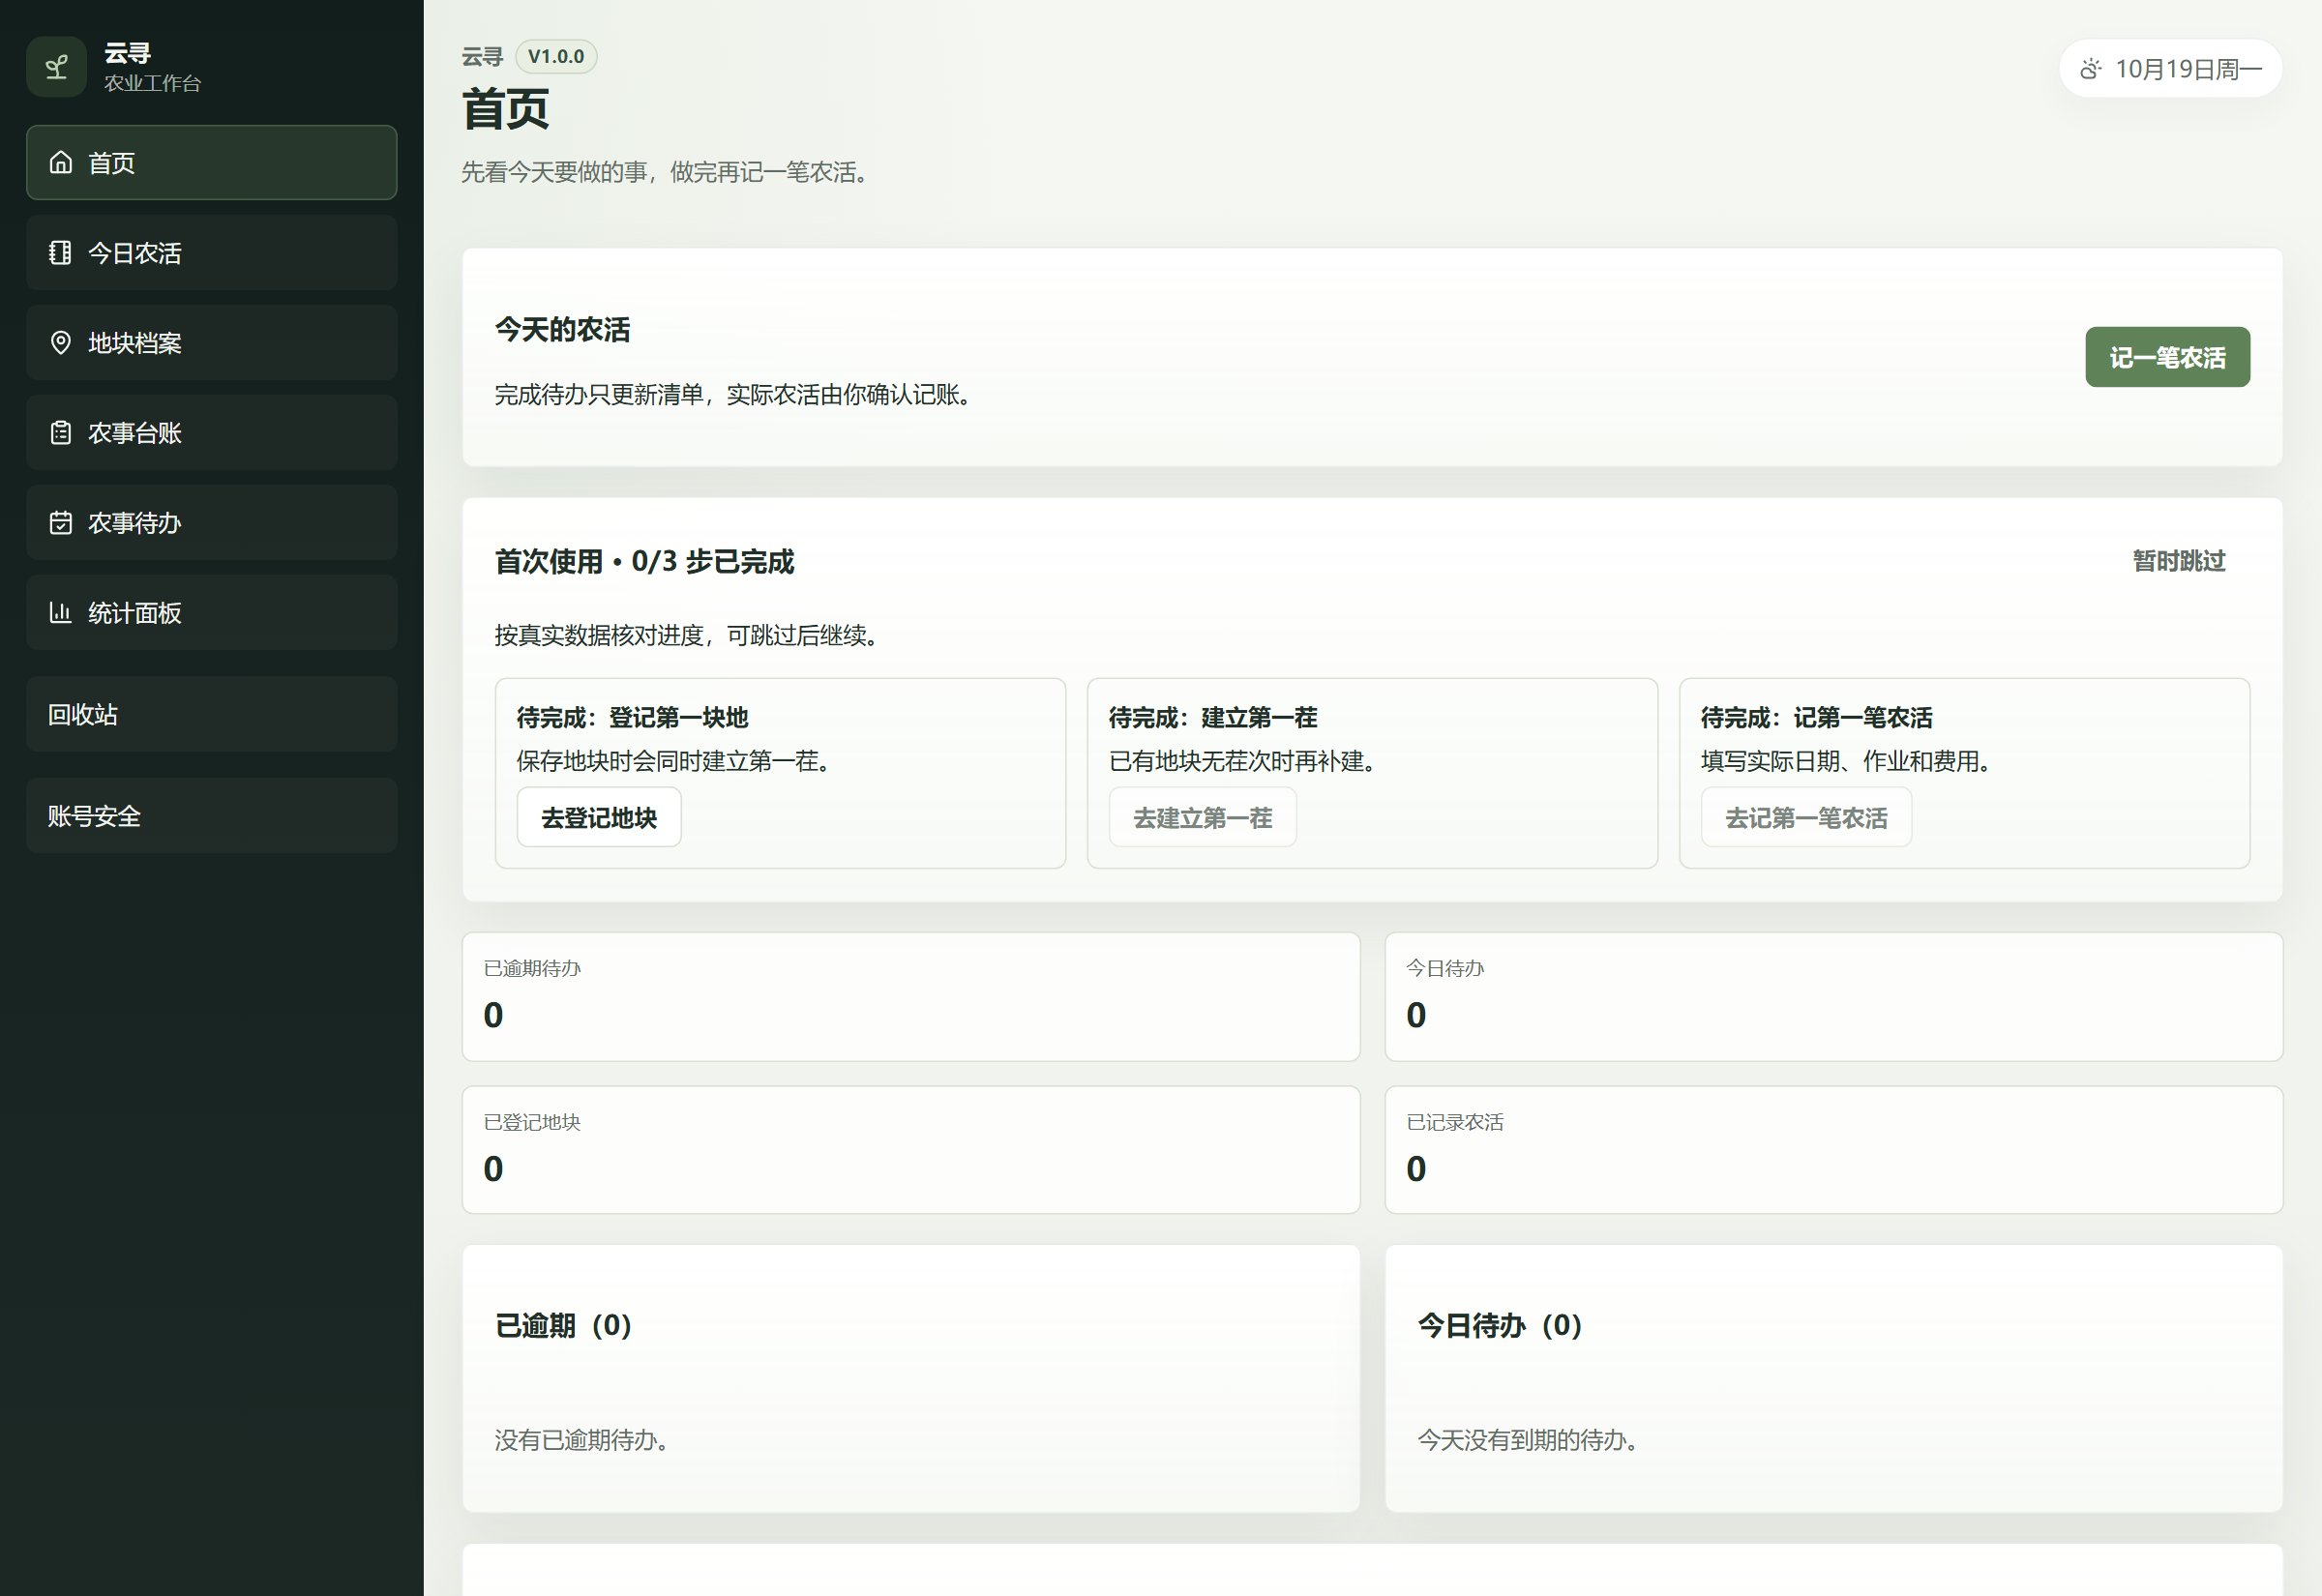 云寻
农业工作台
首页
今日农活
地块档案
农事台账
农事待办
统计面板
回收站
账号安全
云寻 V1.0.0
首页
先看今天要做的事，做完再记一笔农活。
10月19日周一
今天的农活
完成待办只更新清单，实际农活由你确认记账。
记一笔农活
首次使用 • 0/3 步已完成
暂时跳过
按真实数据核对进度，可跳过后继续。
待完成：登记第一块地
保存地块时会同时建立第一茬。
去登记地块
待完成：建立第一茬
已有地块无茬次时再补建。
去建立第一茬
待完成：记第一笔农活
填写实际日期、作业和费用。
去记第一笔农活
已逾期待办
0
今日待办
0
已登记地块
0
已记录农活
0
已逾期（0）
没有已逾期待办。
今日待办（0）
今天没有到期的待办。